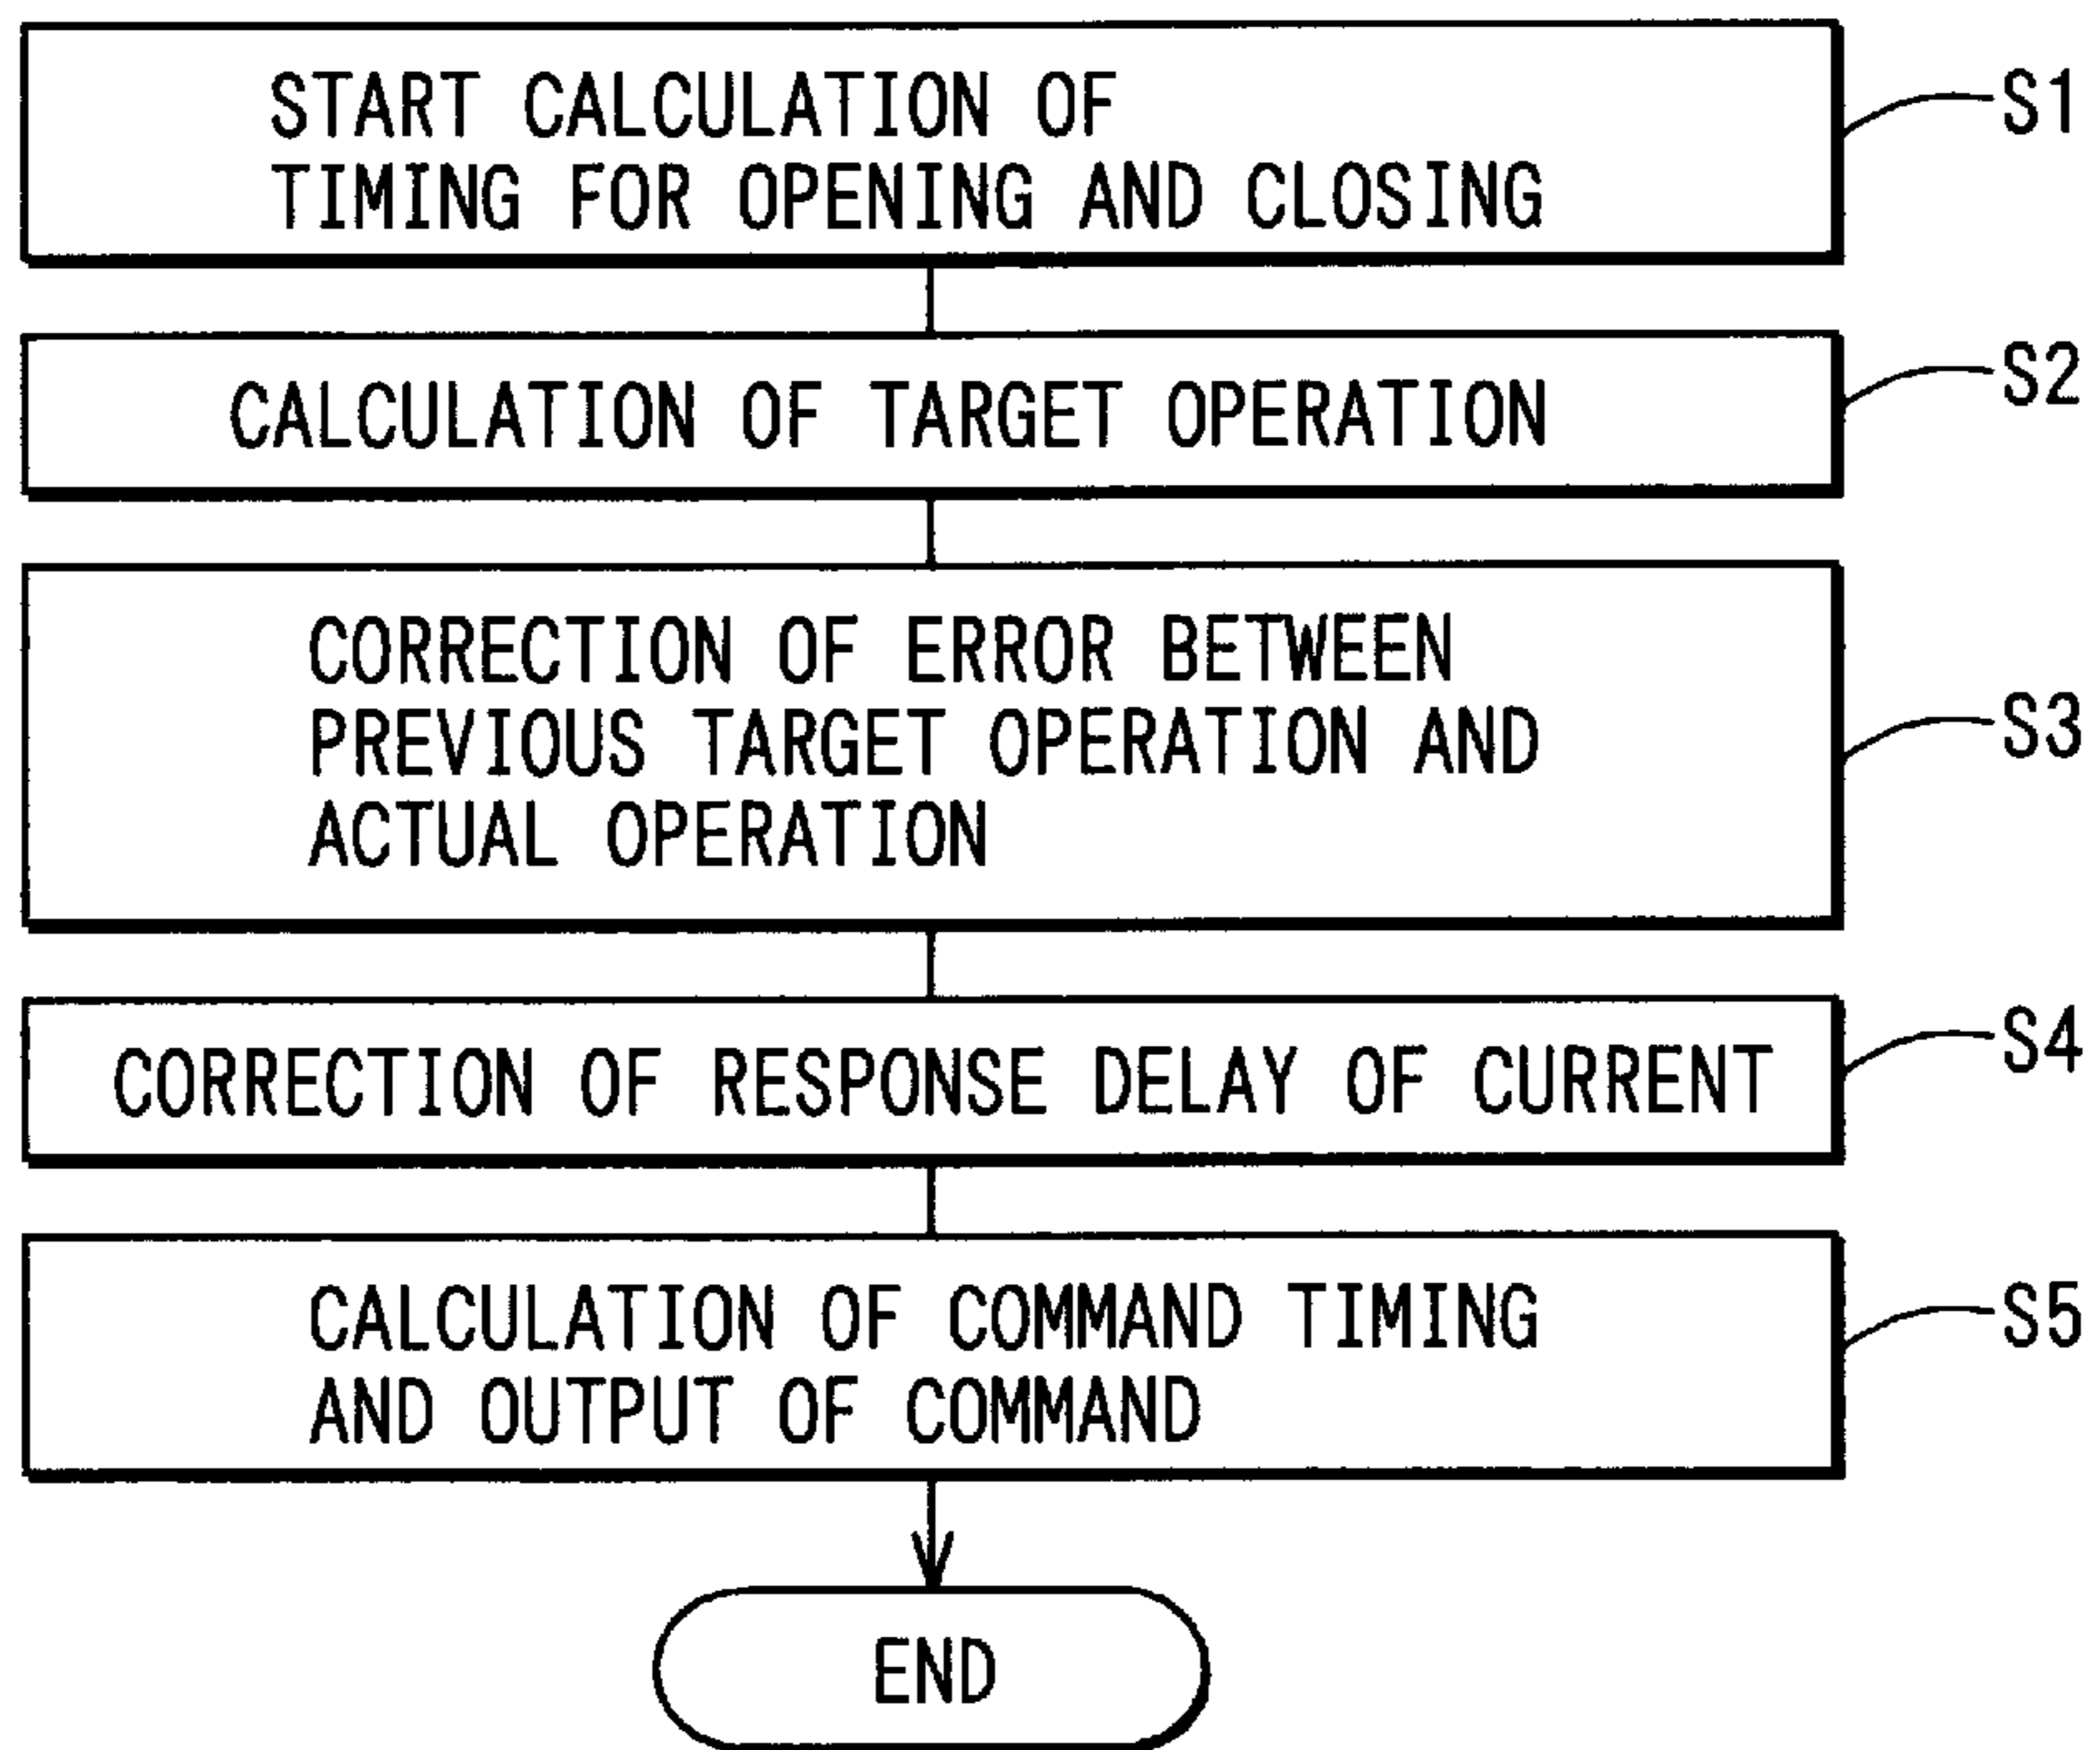 START CALCULATION OF
TIMING FOR OPENING AND CLOSING
S1
CALCULATION OF TARGET OPERATION
S2
CORRECTION OF ERROR BETWEEN
PREVIOUS TARGET OPERATION AND
ACTUAL OPERATION
S3
CORRECTION OF RESPONSE DELAY OF CURRENT
S4
CALCULATION OF COMMAND TIMING
AND OUTPUT OF COMMAND
S5
END